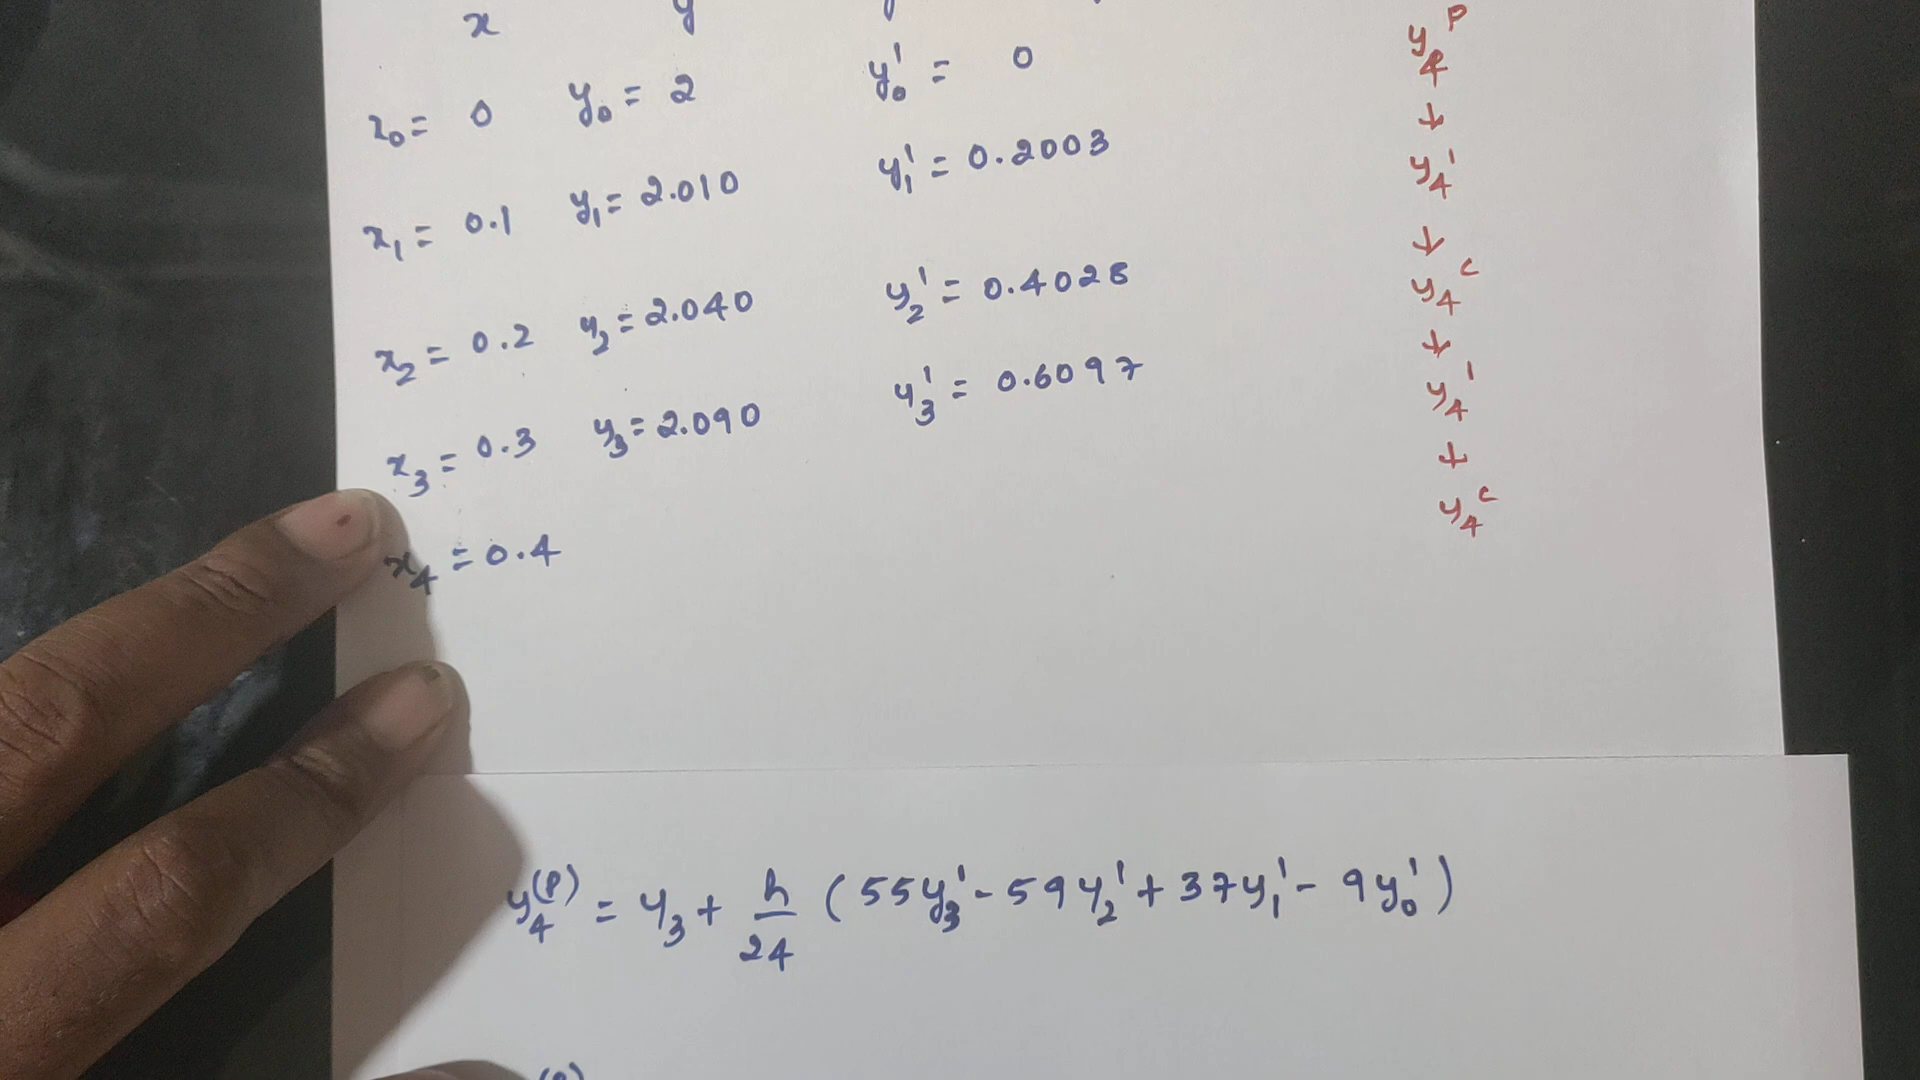 x y
x₀ = 0 y₀ = 2 y₀' = 0
x₁ = 0.1 y₁ = 2.010 y₁' = 0.2003
x₂ = 0.2 y₂ = 2.040 y₂' = 0.4028
x₃ = 0.3 y₃ = 2.090 y₃' = 0.6097
x₄ = 0.4
y₄ᴾ
↓
y₄'
↓
y₄ᶜ
↓
y₄'
↓
y₄ᶜ
y₄⁽ᴾ⁾ = y₃ + h/24 (55y₃' - 59y₂' + 37y₁' - 9y₀')